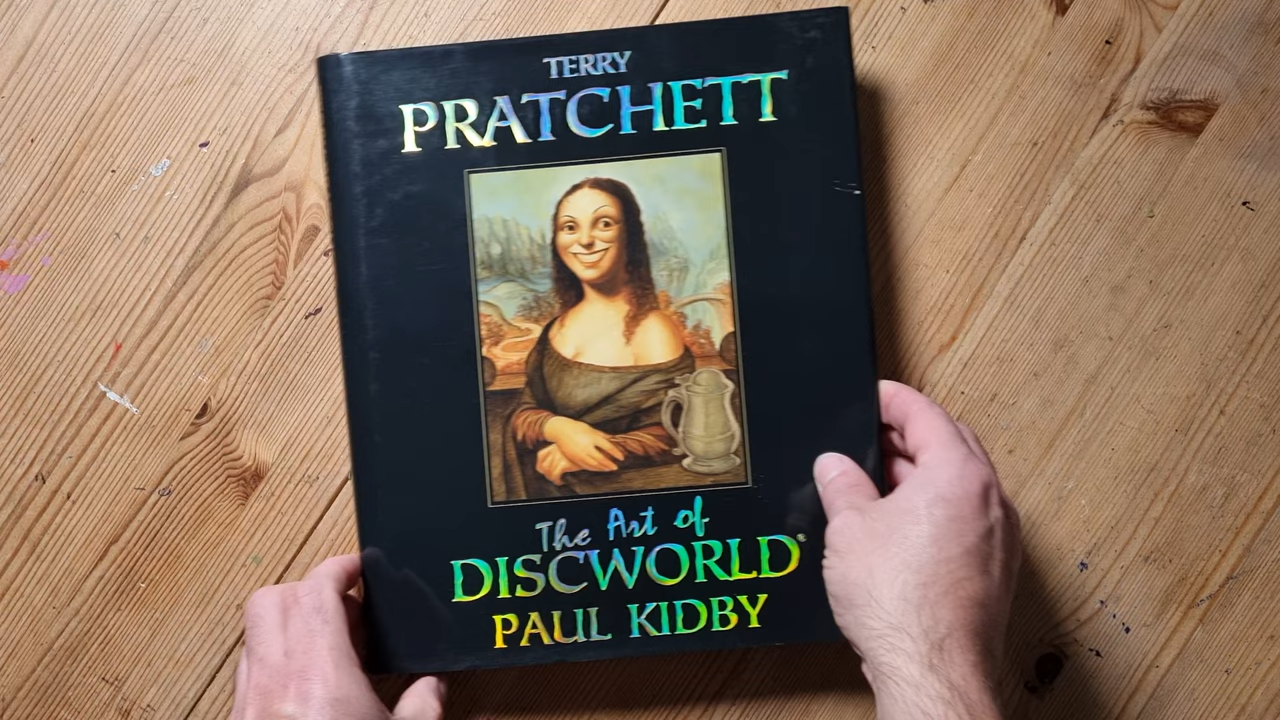 TERRY
PRATCHETT
The Art of
DISCWORLD®
PAUL KIDBY